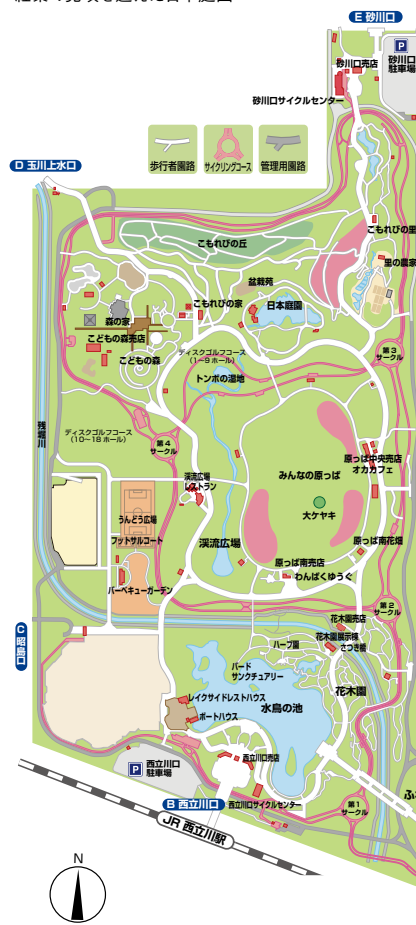 E 砂川口
砂川売店
砂川口
駐車場
P
砂川口サイクルセンター
歩行者園路
サイクリングコース
管理用園路
D 玉川上水口
こもれびの丘
こもれびの里
里の農家
盆栽苑
こもれびの家
日本庭園
森の家
こどもの森売店
こどもの森
ディスクゴルフコース
(1~9ホール)
トンボの湿地
第3
サークル
残堀川
ディスクゴルフコース
(10~18ホール)
第4
サークル
原っぱ中央売店
オカカフェ
みんなの原っぱ
渓流広場
レストラン
大ケヤキ
うんどう広場
フットサルコート
渓流広場
原っぱ南花畑
原っぱ南売店
わんぱくゆうぐ
バーベキューガーデン
第2
サークル
花木園売店
花木園展示棟
さつき橋
ハーブ園
C 昭島口
バード
サンクチュアリー
花木園
レイクサイドレストハウス
水鳥の池
ボートハウス
西立川口売店
P
西立川口
駐車場
B 西立川口
西立川口サイクルセンター
第1
サークル
JR 西立川駅
N